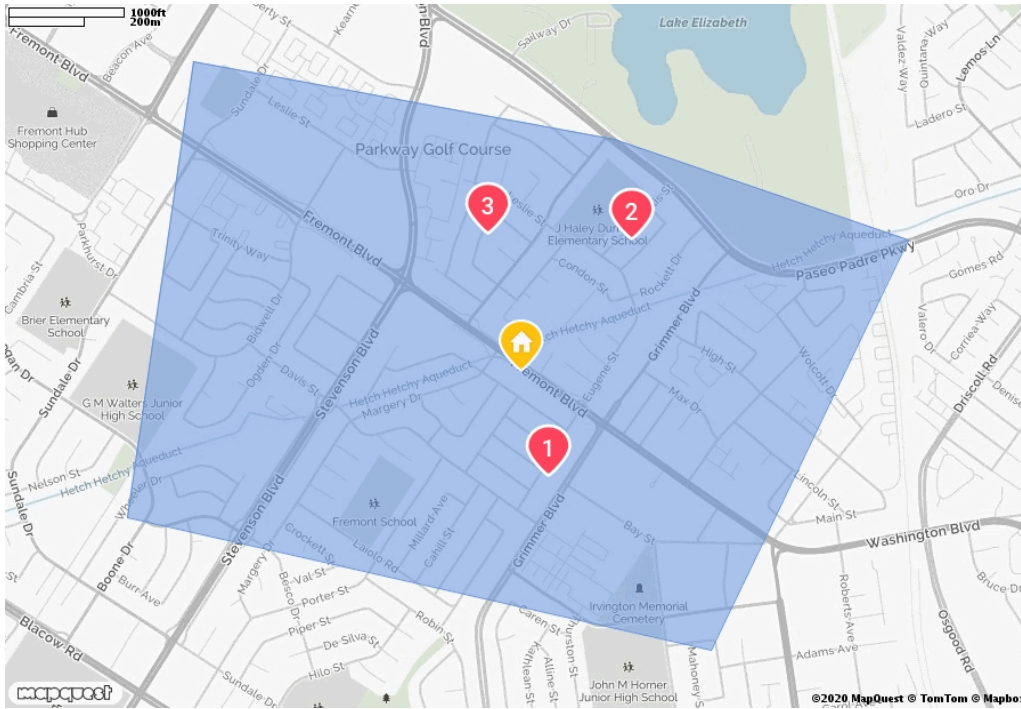 1000ft
200m
Fremont Blvd
Beacon Ave
Sundale Dr
Leslie St
Sailway Dr
Lake Elizabeth
Valdez Way
Quintana Way
Lemos Ln
Ladero St
Oro Dr
Fremont Hub
Shopping Center
Parkway Golf Course
3
2
Leslie St
J Haley
Elementary School
Condon St
Rockett Dr
Hetch Hetchy Aqueduct
Paseo Padre Pkwy
Gomes Rd
Fremont Blvd
Trinity Way
Parkhurst Dr
Cambria St
Brier Elementary
School
Bidwell Dr
Ogden Dr
Stevenson Blvd
Davis St
Hetch Hetchy Aqueduct
Hetch Hetchy Aqueduct
Margery Dr
Eugene St
Grimmer Blvd
High St
Max Dr
Wolcott Dr
Valero Dr
Corriea Way
Driscoll Rd
Fremont Blvd
Sundale Dr
G M Walters Junior
High School
1
Nelson St
Hetch Hetchy Aqueduct
Sundale Dr
Wheeler Dr
Stevenson Blvd
Fremont School
Millard Ave
Cahill St
Laiolo Rd
Grimmer Blvd
Bay St
Lincoln St
Main St
Washington Blvd
Boone Dr
Burr Ave
Margery Dr
Crockett St
Val St
Besco Dr
Porter St
Piper St
De Silva St
Hilo St
Robin St
Caren St
Kathleen St
Alline St
Thurston St
Irvington Memorial
Cemetery
John M Horner
Junior High School
Mahoney St
Adams Ave
Roberts Ave
Osgood Rd
Bruce Dr
Blacow Rd
mapquest
©2020 MapQuest © TomTom © Mapbox